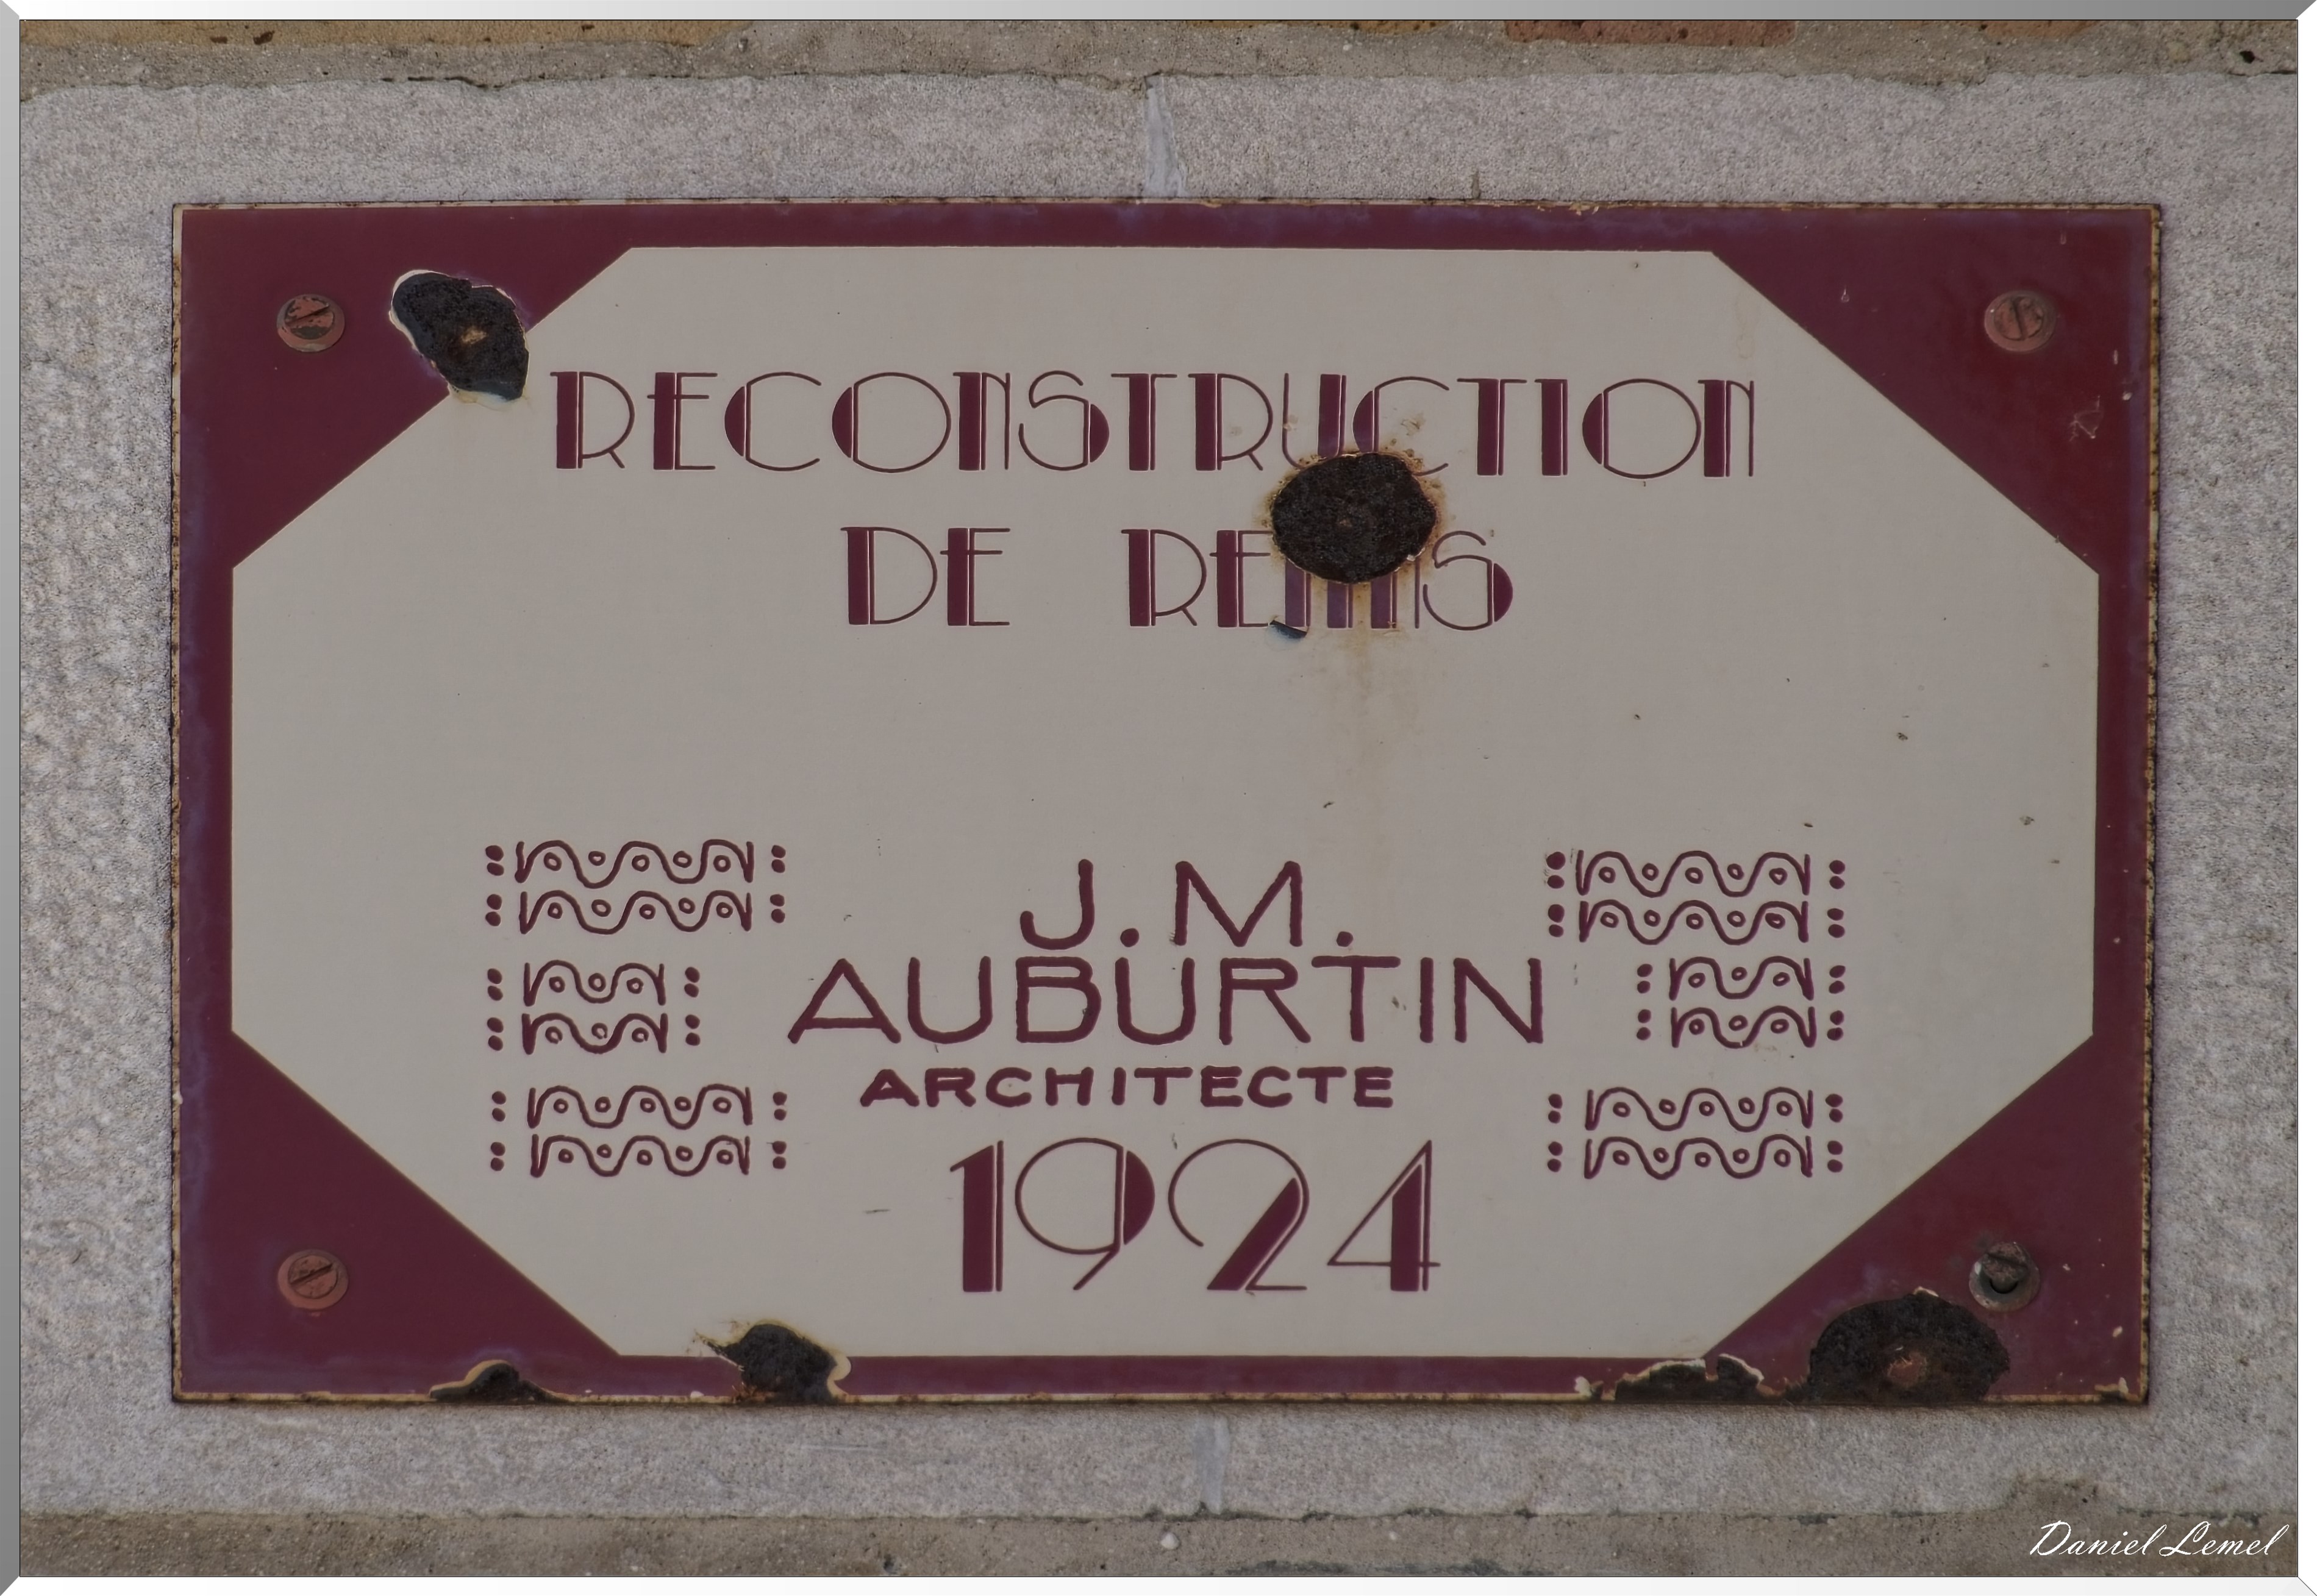 RECONSTRUCTION
DE REIMS
J.M.
AUBURTIN
ARCHITECTE
1924
Daniel Lemel